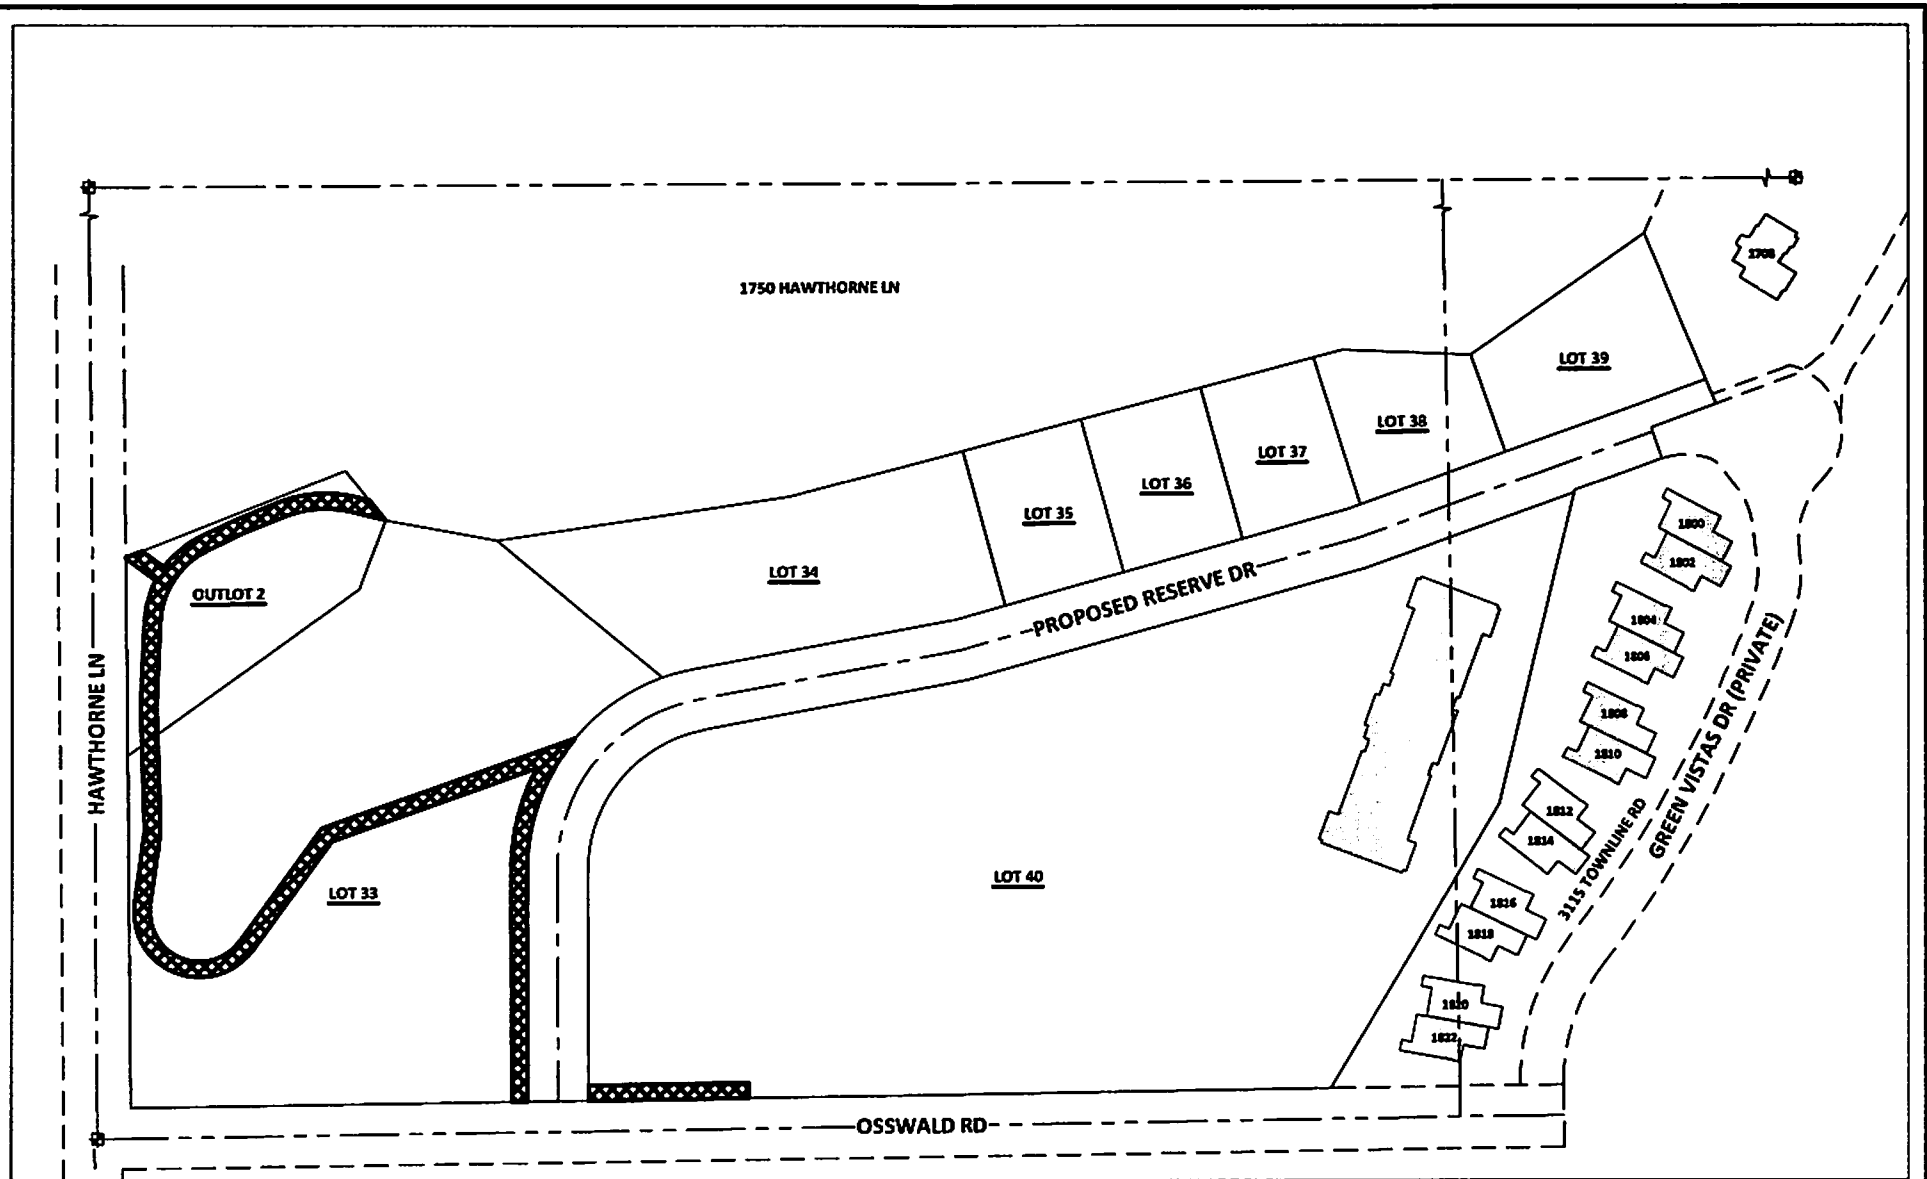 1708
1750 HAWTHORNE LN
LOT 39
LOT 38
LOT 37
LOT 36
LOT 35
LOT 34
PROPOSED RESERVE DR
OUTLOT 2
HAWTHORNE LN
LOT 33
LOT 40
1800
1802
1804
1806
1808
1810
1812
1814
1816
1818
1820
1822
3115 TOWNLINE RD
GREEN VISTAS DR (PRIVATE)
OSSWALD RD